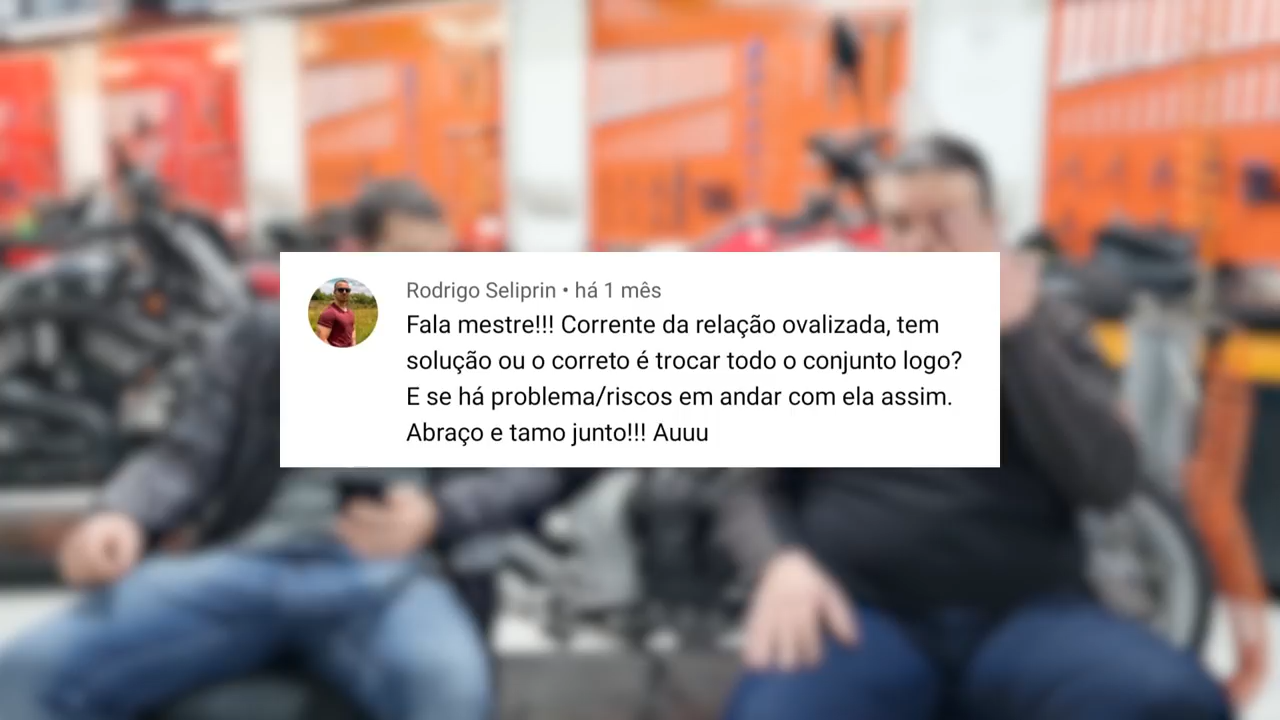 Rodrigo Seliprin • há 1 mês
Fala mestre!!! Corrente da relação ovalizada, tem
solução ou o correto é trocar todo o conjunto logo?
E se há problema/riscos em andar com ela assim.
Abraço e tamo junto!!! Auuu